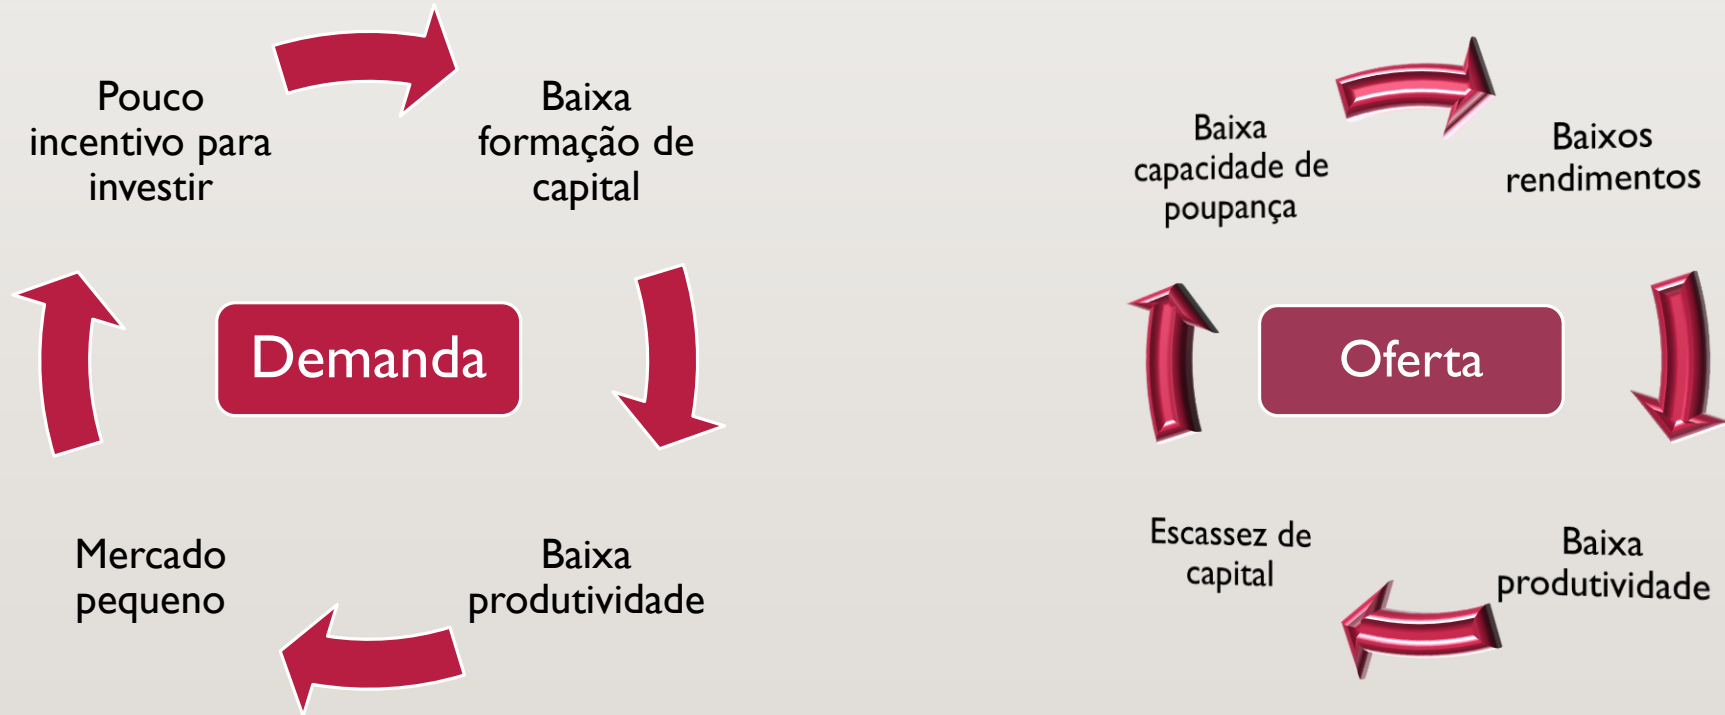 Pouco
incentivo para
investir
Baixa
formação de
capital
Demanda
Mercado
pequeno
Baixa
produtividade
Baixa
capacidade de
poupança
Baixos
rendimentos
Oferta
Escassez de
capital
Baixa
produtividade